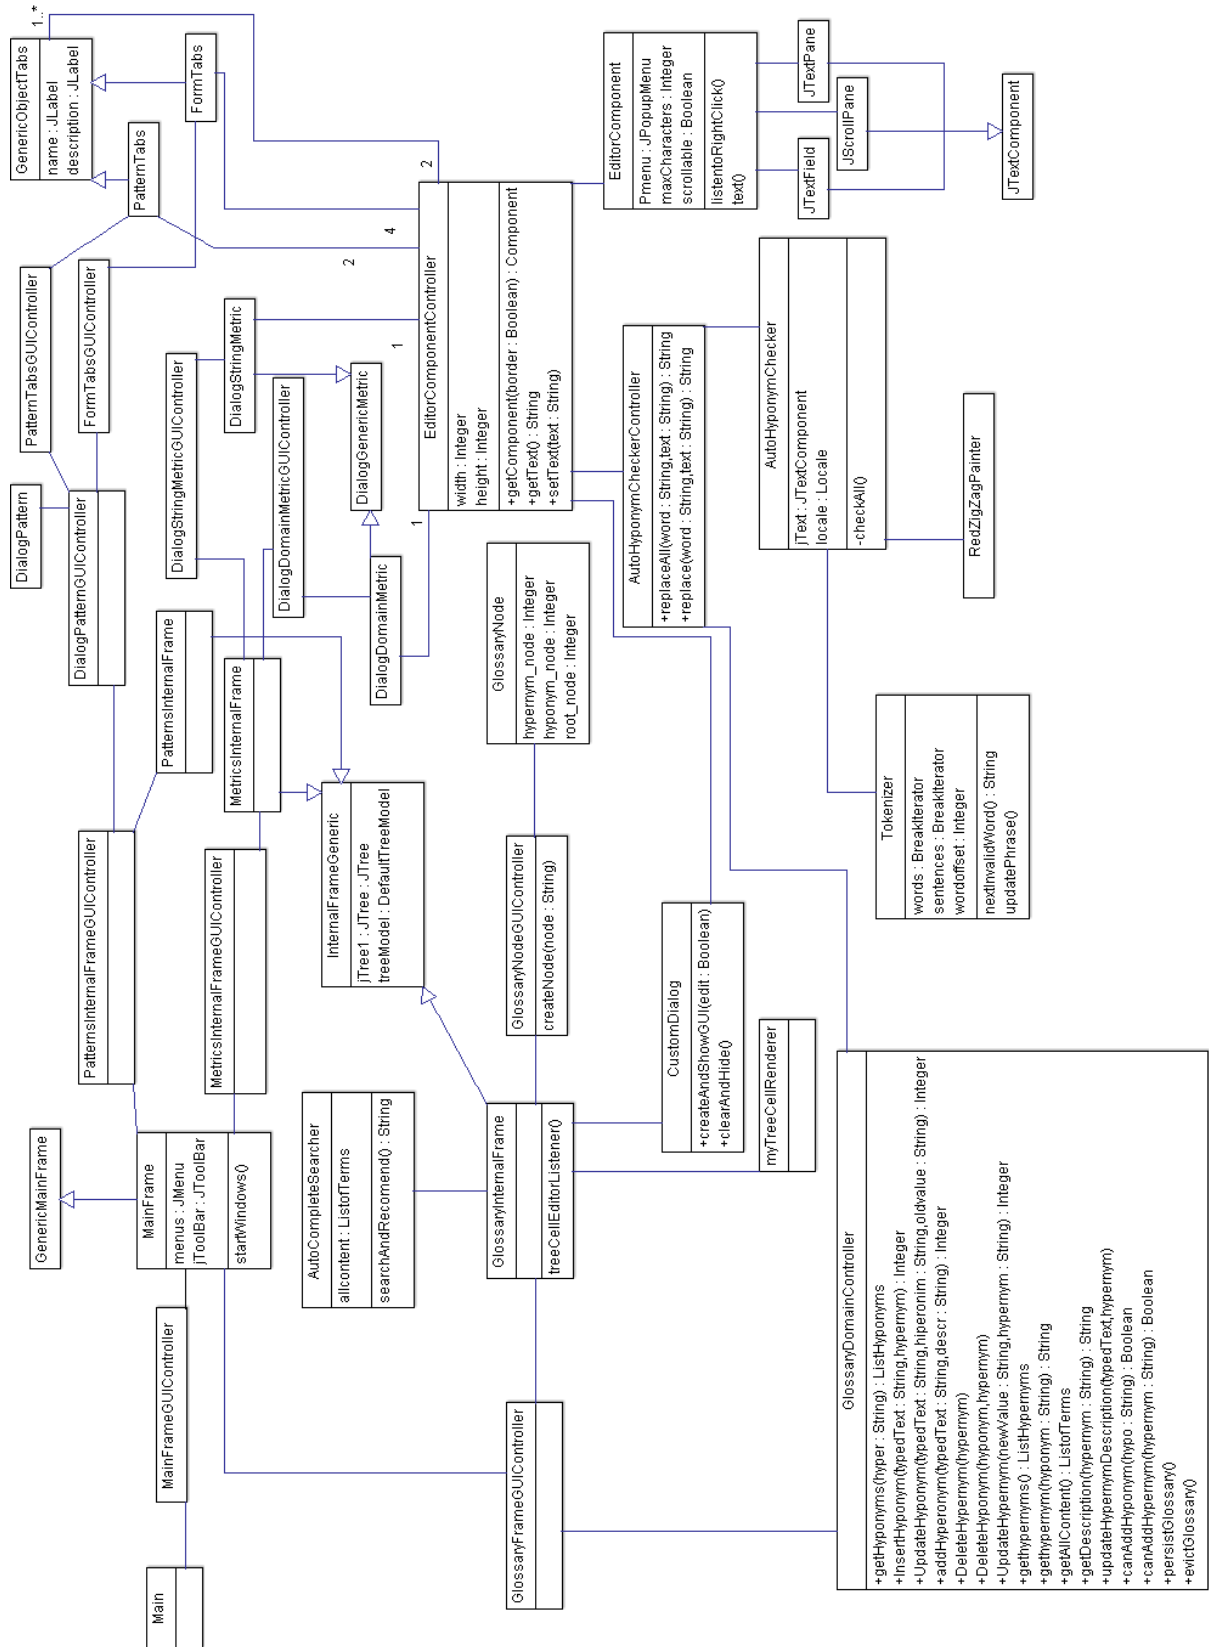 Main
MainFrameGUIController
GenericMainFrame
MainFrame
menus : JMenu
jToolBar : JToolBar
startWindows()
PatternsInternalFrameGUIController
MetricsInternalFrameGUIController
PatternsInternalFrame
MetricsInternalFrame
DialogPattern
DialogPatternGUIController
PatternTabsGUIController
FormTabsGUIController
GenericObjectTabs
name : JLabel
description : JLabel
1..*
PatternTabs
FormTabs
DialogStringMetricGUIController
DialogStringMetric
DialogDomainMetricGUIController
DialogGenericMetric
DialogDomainMetric
InternalFrameGeneric
jTree1 : JTree
treeModel : DefaultTreeModel
AutoCompleteSearcher
allcontent : ListofTerms
searchAndRecomend() : String
2
4
2
1
1
EditorComponentController
width : Integer
height : Integer
+getComponent(border : Boolean) : Component
+getText() : String
+setText(text : String)
GlossaryFrameGUIController
GlossaryInternalFrame
treeCellEditorListener()
GlossaryNodeGUIController
createNode(node : String)
GlossaryNode
hypernym_node : Integer
hyponym_node : Integer
root_node : Integer
EditorComponent
Pmenu : JPopupMenu
maxCharacters : Integer
scrollable : Boolean
listentoRightClick()
text()
JTextField
JScrollPane
JTextPane
JTextComponent
CustomDialog
+createAndShowGUI(edit : Boolean)
+clearAndHide()
myTreeCellRenderer
AutoHyponymCheckerController
+replaceAll(word : String,text : String) : String
+replace(word : String,text : String) : String
AutoHyponymChecker
jText : JTextComponent
locale : Locale
-checkAll()
RedZigZagPainter
Tokenizer
words : BreakIterator
sentences : BreakIterator
wordoffset : Integer
nextInvalidWord() : String
updatePhrase()
GlossaryDomainController
+getHyponyms(hyper : String) : ListHyponyms
+InsertHyponym(typedText : String,hypernym) : Integer
+UpdateHyponym(typedText : String,hiperonim : String,oldvalue : String) : Integer
+addHyperonym(typedText : String,descr : String) : Integer
+DeleteHypernym(hypernym)
+DeleteHyponym(hyponym,hypernym)
+UpdateHypernym(newValue : String,hypernym : String) : Integer
+gethypernyms() : ListHypernyms
+gethypernym(hyponym : String) : String
+getAllContent() : ListofTerms
+getDescription(hypernym : String) : String
+updateHypernymDescription(typedText,hypernym)
+canAddHyponym(hypo : String) : Boolean
+canAddHypernym(hypernym : String) : Boolean
+persistGlossary()
+evictGlossary()